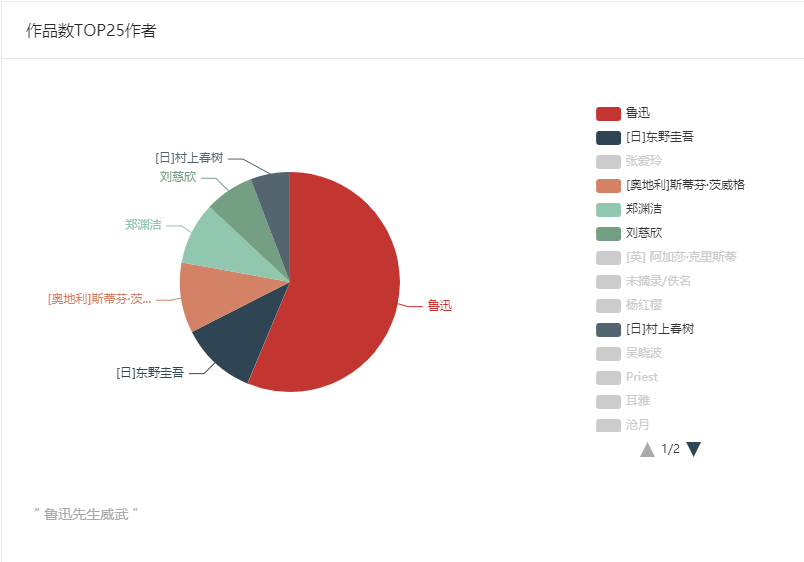 作品数TOP25作者
[日]村上春树
刘慈欣
郑渊洁
[奥地利]斯蒂芬·茨...
[日]东野圭吾
鲁迅
鲁迅
[日]东野圭吾
张爱玲
[奥地利]斯蒂芬·茨威格
郑渊洁
刘慈欣
[英] 阿加莎·克里斯蒂
未摘录/佚名
杨红樱
[日]村上春树
吴晓波
Priest
耳雅
沧月
1/2
“ 鲁迅先生威武 ”